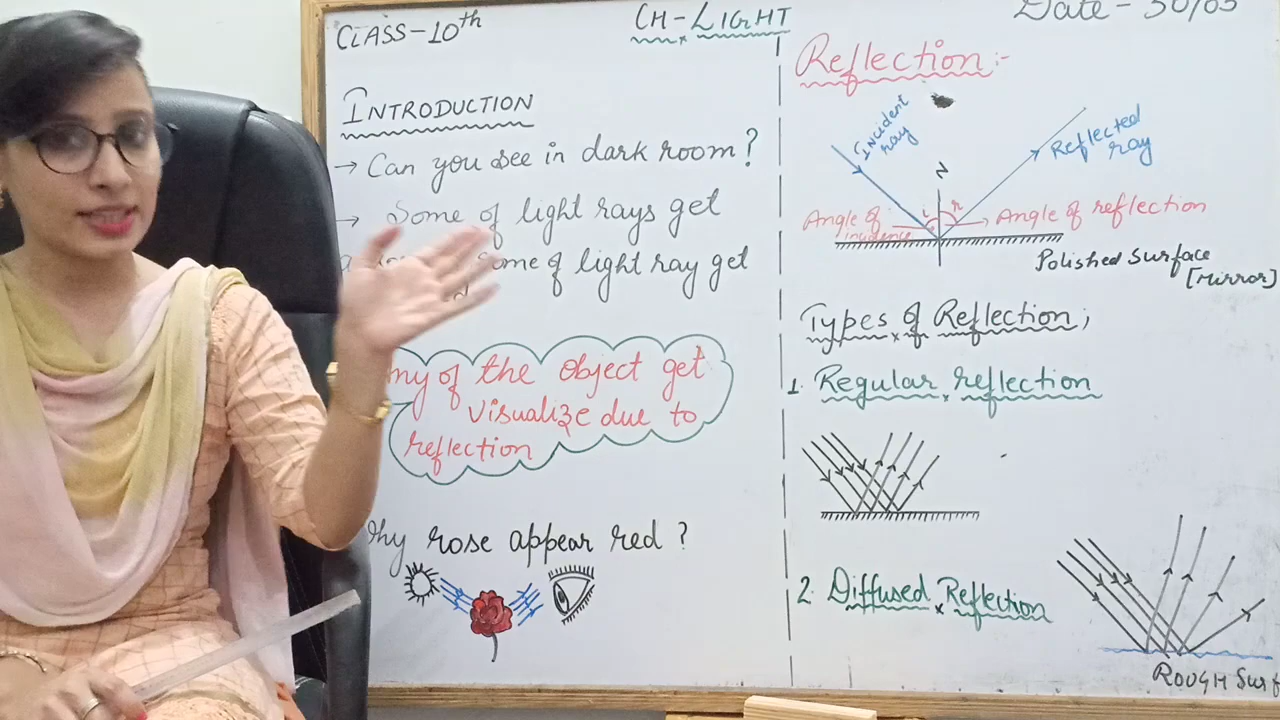 CLASS-10th
CH-LIGHT
Date-30/05
INTRODUCTION
→ Can you see in dark room?
→ Some of light rays get
some of light ray get
my of the object get
visualize due to
reflection
Why rose appear red?
Reflection:-
Incident ray
Reflected ray
N
i r
Angle of incidence
Angle of reflection
Polished Surface
[Mirror]
Types of Reflection;
1. Regular reflection
2. Diffused Reflection
ROUGH Surf